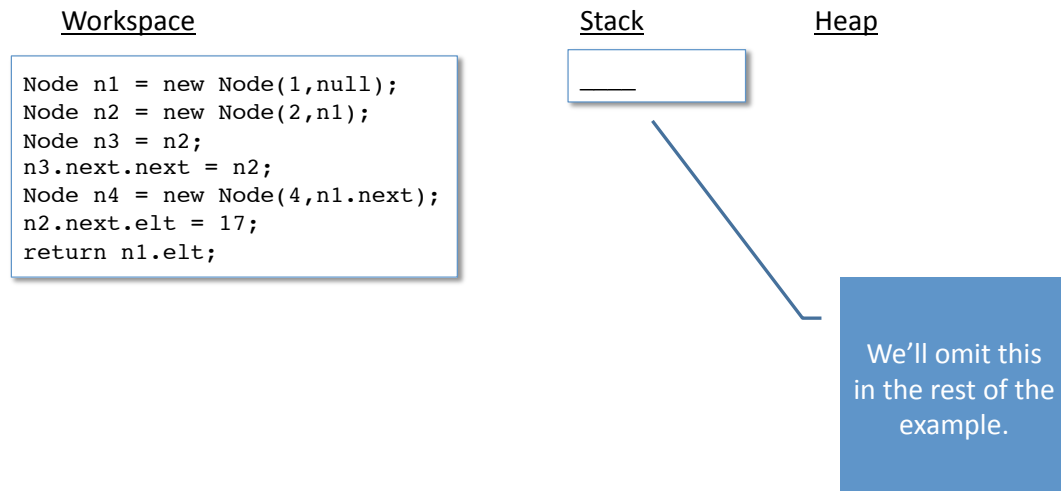 Workspace
Stack
Heap
Node n1 = new Node(1,null);
Node n2 = new Node(2,n1);
Node n3 = n2;
n3.next.next = n2;
Node n4 = new Node(4,n1.next);
n2.next.elt = 17;
return n1.elt;
____
We’ll omit this
in the rest of the
example.